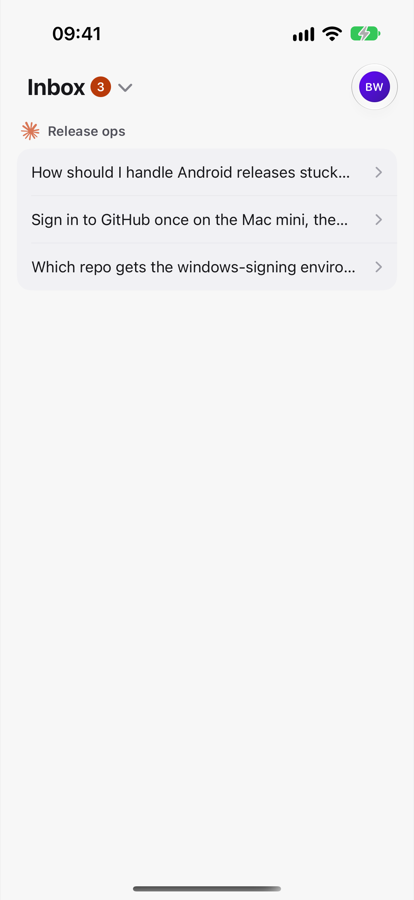 09:41
Inbox 3
BW
Release ops
How should I handle Android releases stuck...
Sign in to GitHub once on the Mac mini, the...
Which repo gets the windows-signing enviro...